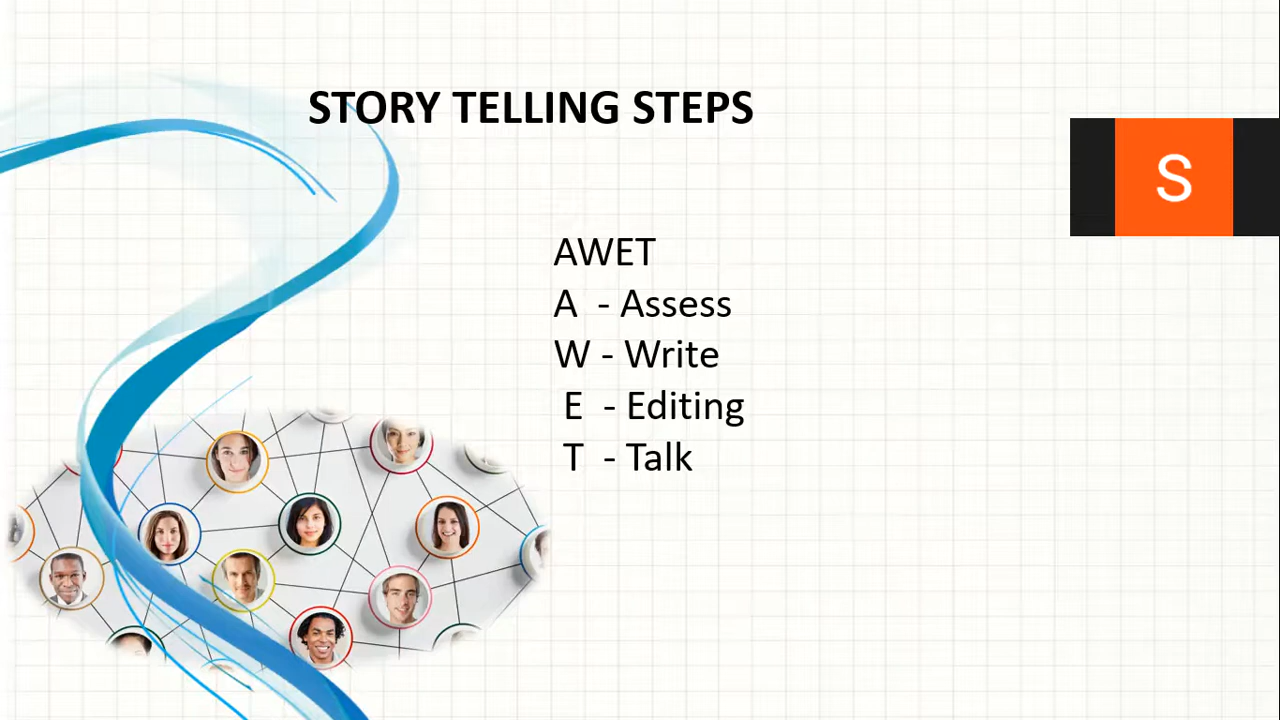 STORY TELLING STEPS
S
AWET
A - Assess
W - Write
E - Editing
T - Talk